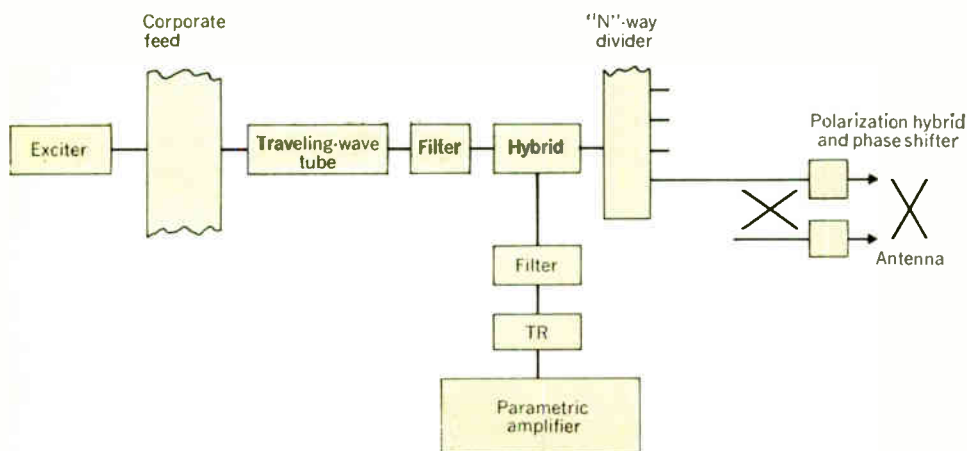 Corporate
feed
"N"-way
divider
Exciter
Traveling-wave
tube
Filter
Hybrid
Polarization hybrid
and phase shifter
Antenna
Filter
TR
Parametric
amplifier